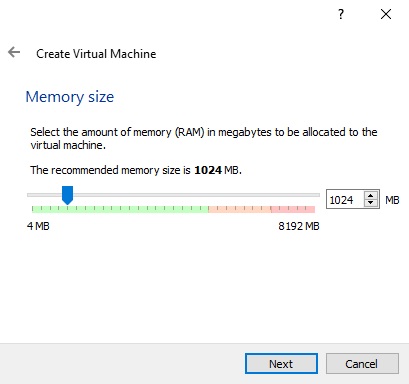 ?
Create Virtual Machine
Memory size
Select the amount of memory (RAM) in megabytes to be allocated to the
virtual machine.
The recommended memory size is 1024 MB.
1024 MB
4 MB 8192 MB
Next Cancel